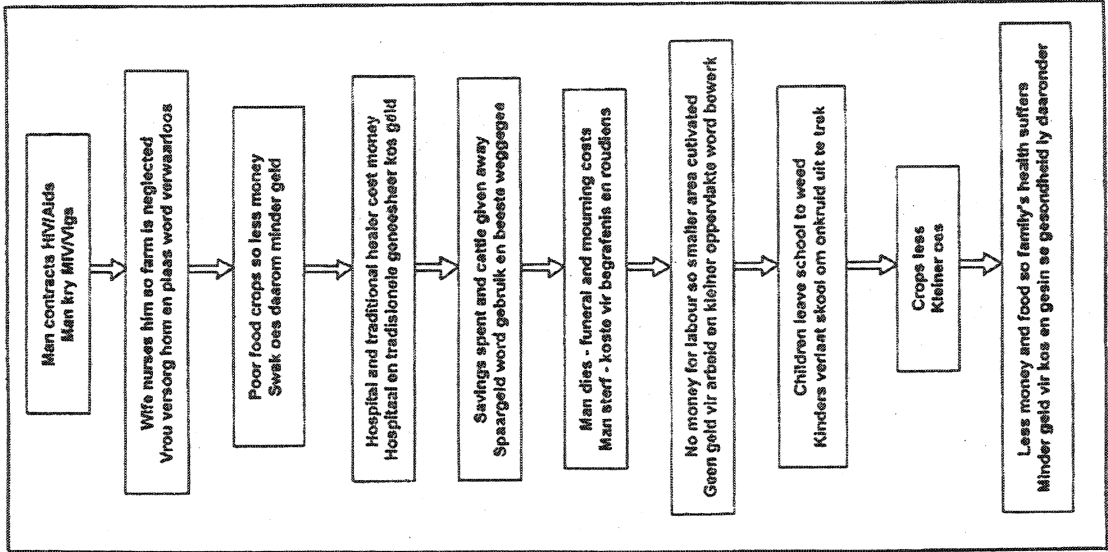 Man contracts HIV/Aids
Man kry MIV/Vigs
Wife nurses him so farm is neglected
Vrou versorg hom en plaas word verwaarloos
Poor food crops so less money
Swak oes daarom minder geld
Hospital and traditional healer cost money
Hospitaal en tradisionele geneesheer kos geld
Savings spent and cattle given away
Spaargeld word gebruik en beeste weggegee
Man dies - funeral and mourning costs
Man sterf - koste vir begrafenis en roudiens
No money for labour so smaller area cutivated
Geen geld vir arbeid en kleiner oppervlakte word bewerk
Children leave school to weed
Kinders verlaat skool om onkruid uit te trek
Crops less
Kleiner oes
Less money and food so family's health suffers
Minder geld vir kos en gesin se gesondheid ly daaronder